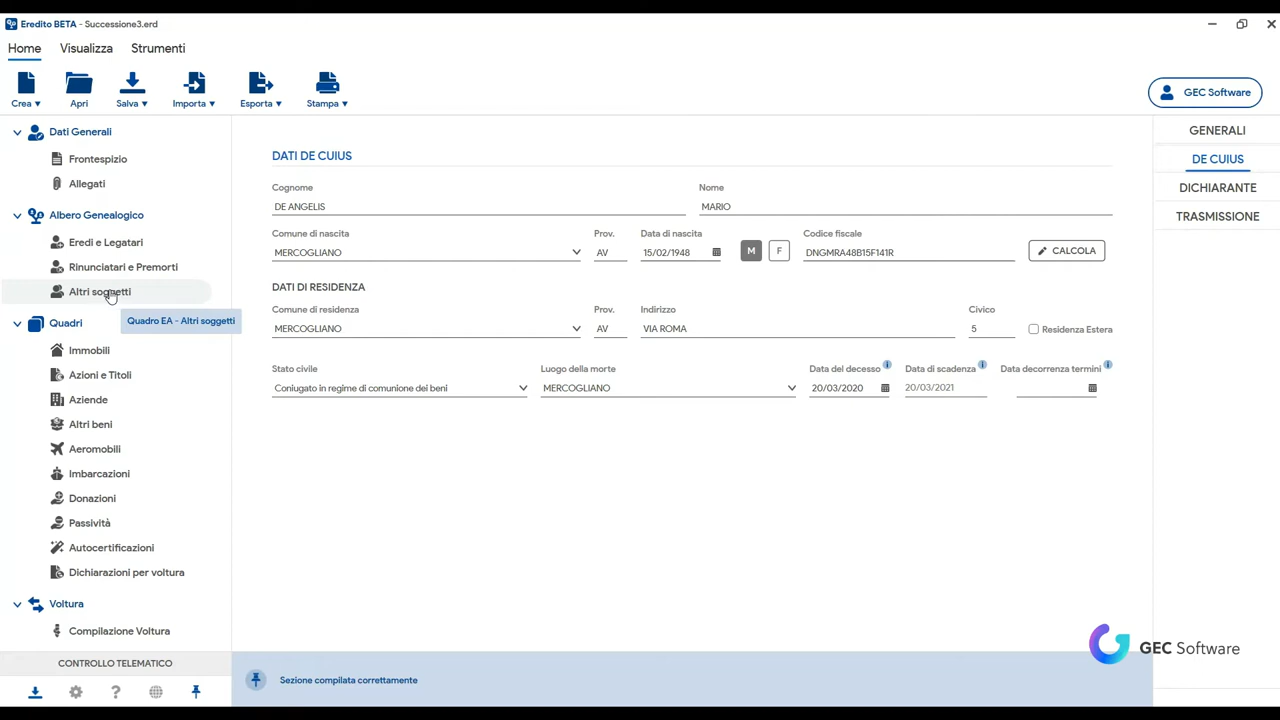 Eredito BETA - Successione3.erd
Home Visualizza Strumenti
Crea Apri Salva Importa Esporta Stampa
GEC Software
Dati Generali
Frontespizio
Allegati
Albero Genealogico
Eredi e Legatari
Rinunciatari e Premorti
Altri soggetti
Quadro EA - Altri soggetti
Quadri
Immobili
Azioni e Titoli
Aziende
Altri beni
Aeromobili
Imbarcazioni
Donazioni
Passività
Autocertificazioni
Dichiarazioni per voltura
Voltura
Compilazione Voltura
CONTROLLO TELEMATICO
?
DATI DE CUIUS
Cognome Nome
DE ANGELIS MARIO
Comune di nascita Prov. Data di nascita Codice fiscale
MERCOGLIANO AV 15/02/1948 M F DNGMRA48B15F141R CALCOLA
DATI DI RESIDENZA
Comune di residenza Prov. Indirizzo Civico
MERCOGLIANO AV VIA ROMA 5 Residenza Estera
Stato civile Luogo della morte Data del decesso Data di scadenza Data decorrenza termini
Coniugato in regime di comunione dei beni MERCOGLIANO 20/03/2020 20/03/2021
Sezione compilata correttamente
GENERALI
DE CUIUS
DICHIARANTE
TRASMISSIONE
GEC Software